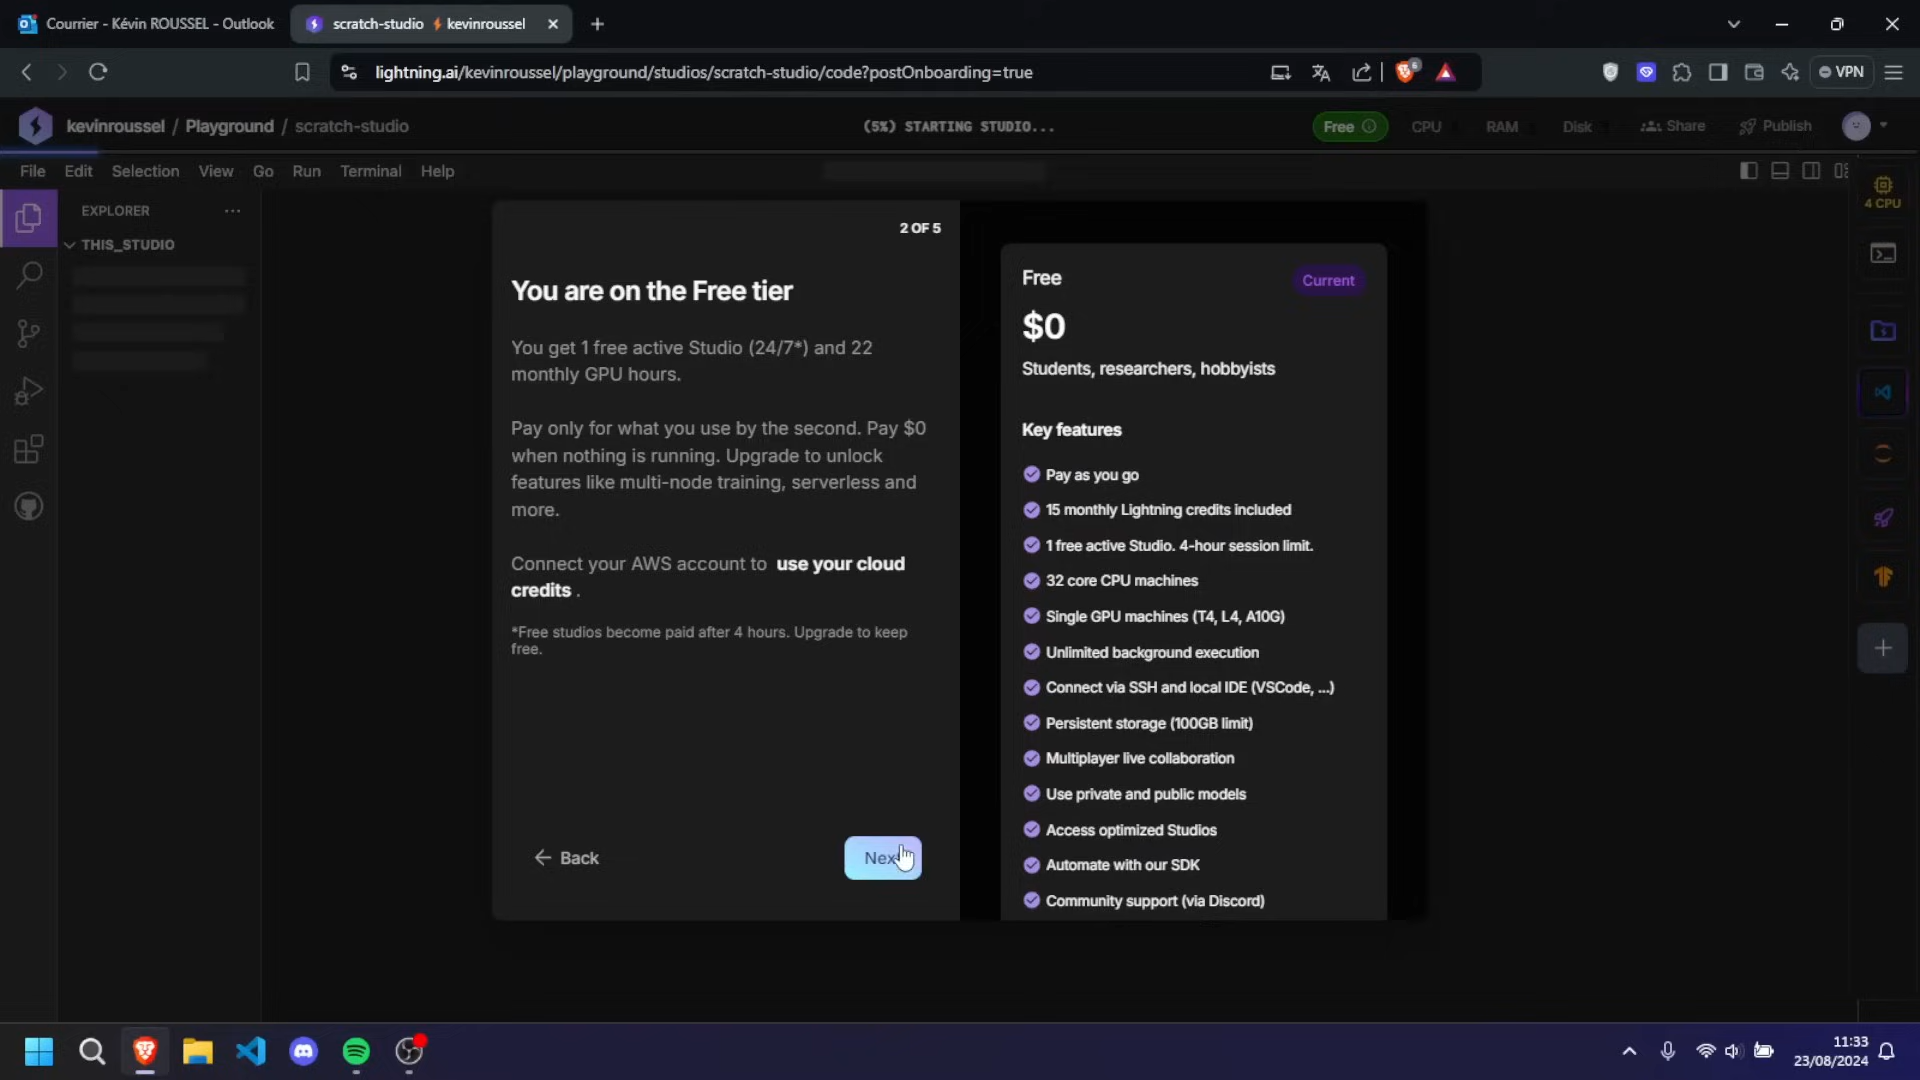 Courrier - Kévin ROUSSEL - Outlook
scratch-studio ⚡ kevinroussel
lightning.ai/kevinroussel/playground/studios/scratch-studio/code?postOnboarding=true
6
VPN
kevinroussel / Playground / scratch-studio
(5%) STARTING STUDIO...
Free
CPU
RAM
Disk
Share
Publish
File Edit Selection View Go Run Terminal Help
EXPLORER
THIS_STUDIO
4 CPU
2 OF 5
You are on the Free tier
You get 1 free active Studio (24/7*) and 22
monthly GPU hours.
Pay only for what you use by the second. Pay $0
when nothing is running. Upgrade to unlock
features like multi-node training, serverless and
more.
Connect your AWS account to use your cloud
credits .
*Free studios become paid after 4 hours. Upgrade to keep
free.
Back
Nex
Free
Current
$0
Students, researchers, hobbyists
Key features
Pay as you go
15 monthly Lightning credits included
1 free active Studio. 4-hour session limit.
32 core CPU machines
Single GPU machines (T4, L4, A10G)
Unlimited background execution
Connect via SSH and local IDE (VSCode, ...)
Persistent storage (100GB limit)
Multiplayer live collaboration
Use private and public models
Access optimized Studios
Automate with our SDK
Community support (via Discord)
11:33
23/08/2024